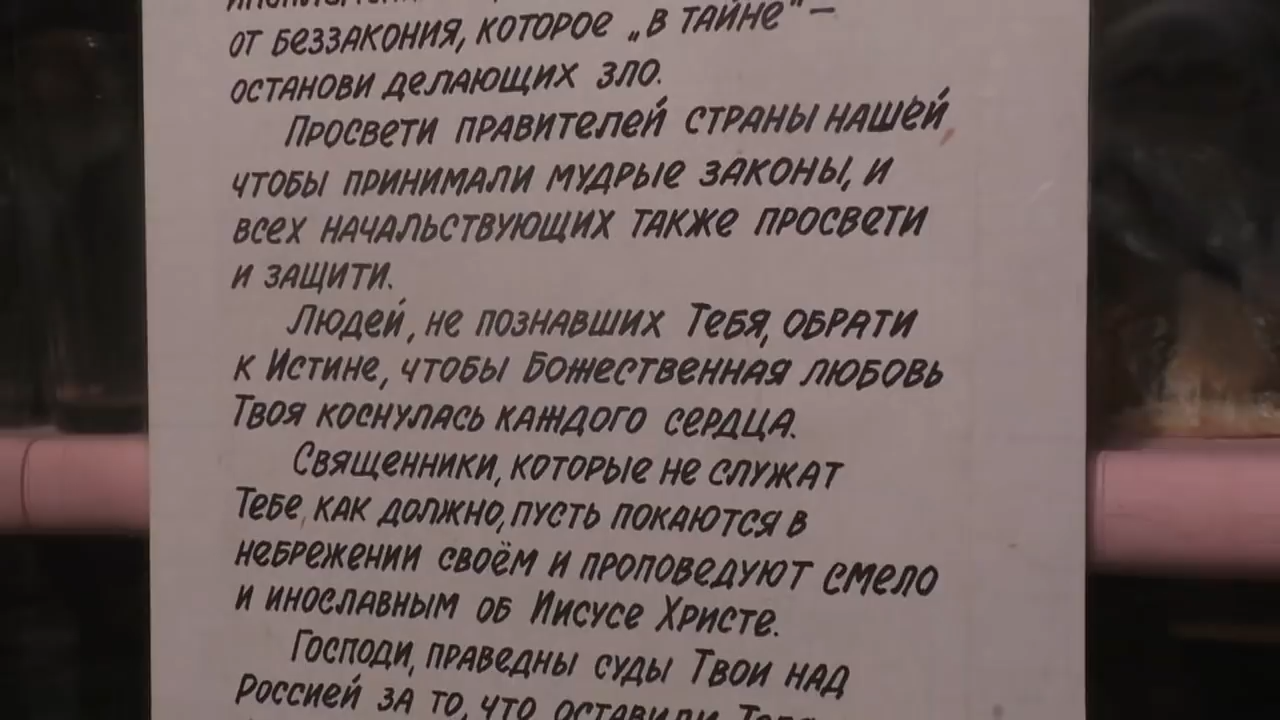 от беззакония, которое „в тайне" –
останови делающих зло.
Просвети правителей страны нашей
чтобы принимали мудрые законы, и
всех начальствующих также просвети
и защити.
Людей, не познавших Тебя, обрати
к Истине, чтобы Божественная любовь
Твоя коснулась каждого сердца.
Священники, которые не служат
Тебе, как должно, пусть покаются в
небрежении своём и проповедуют смело
и инославным об Иисусе Христе.
Господи, праведны суды Твои над
Россией за то, что оставили